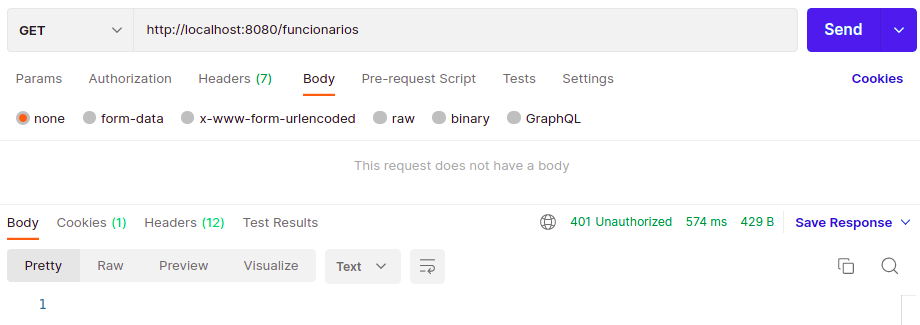 GET http://localhost:8080/funcionarios Send
Params Authorization Headers (7) Body Pre-request Script Tests Settings Cookies
none form-data x-www-form-urlencoded raw binary GraphQL
This request does not have a body
Body Cookies (1) Headers (12) Test Results 401 Unauthorized 574 ms 429 B Save Response
Pretty Raw Preview Visualize Text
1